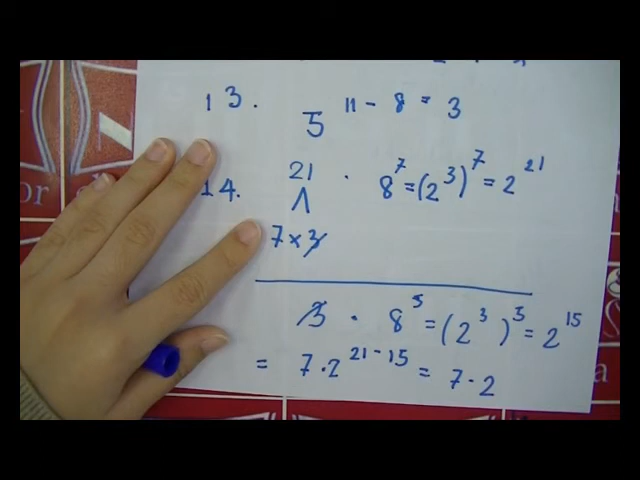 13. 5 11 - 8 = 3
14. 21 · 8^7 = (2^3)^7 = 2^21
7 × 3
3 · 8^5 = (2^3)^5 = 2^15
= 7 · 2^21-15 = 7 · 2